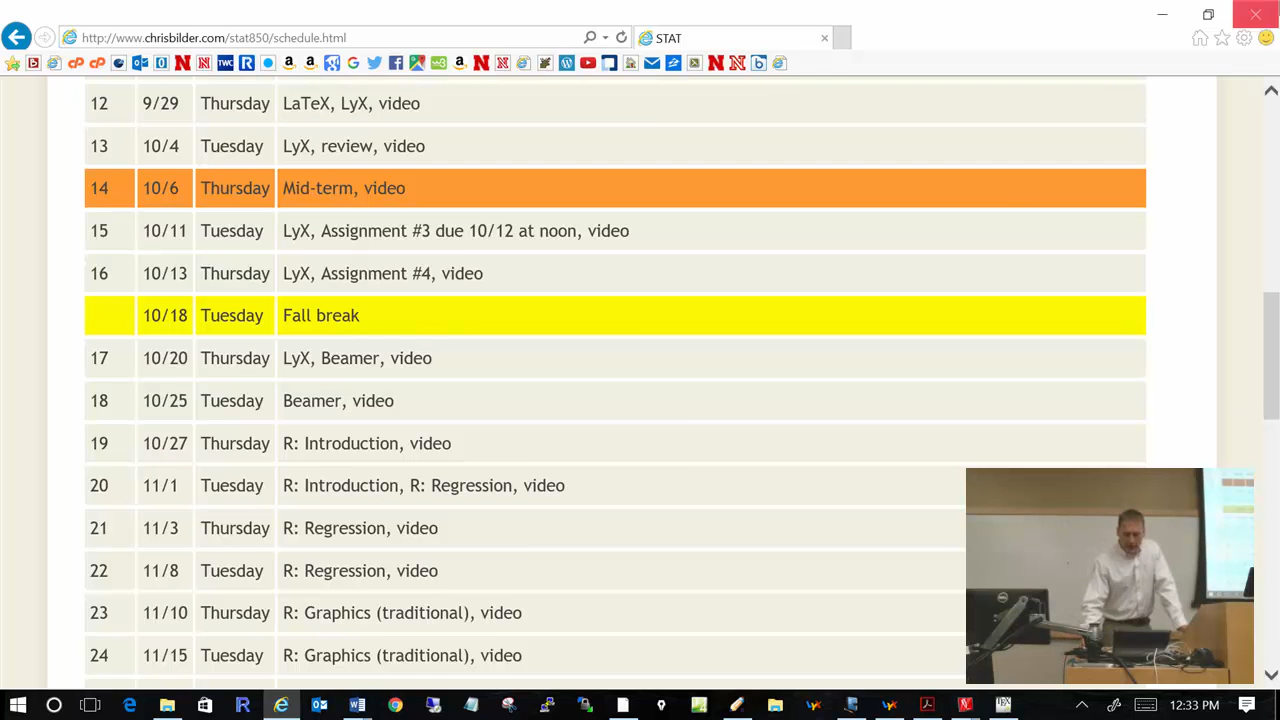 http://www.chrisbilder.com/stat850/schedule.html
STAT
12 9/29 Thursday LaTeX, LyX, video
13 10/4 Tuesday LyX, review, video
14 10/6 Thursday Mid-term, video
15 10/11 Tuesday LyX, Assignment #3 due 10/12 at noon, video
16 10/13 Thursday LyX, Assignment #4, video
10/18 Tuesday Fall break
17 10/20 Thursday LyX, Beamer, video
18 10/25 Tuesday Beamer, video
19 10/27 Thursday R: Introduction, video
20 11/1 Tuesday R: Introduction, R: Regression, video
21 11/3 Thursday R: Regression, video
22 11/8 Tuesday R: Regression, video
23 11/10 Thursday R: Graphics (traditional), video
24 11/15 Tuesday R: Graphics (traditional), video
12:33 PM